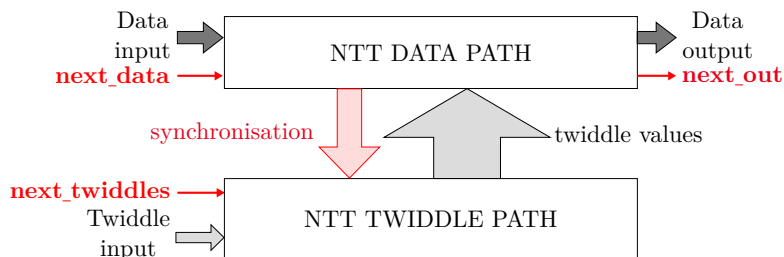 Data
input
NTT DATA PATH
Data
output
next_data
next_out
synchronisation
twiddle values
next_twiddles
Twiddle
input
NTT TWIDDLE PATH